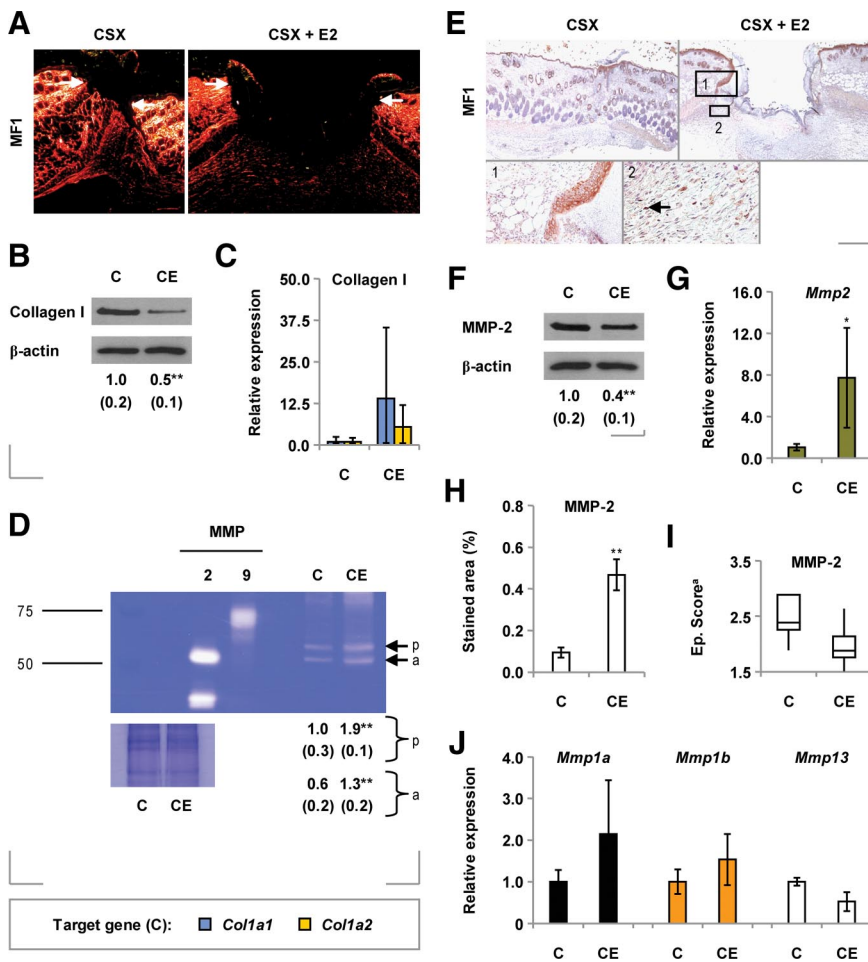 A
CSX
CSX + E2
MF1
B
C CE
Collagen I
β-actin
1.0 0.5**
(0.2) (0.1)
C
Collagen I
Relative expression
50.0
37.5
25.0
12.5
0.0
C CE
D
MMP
2 9 C CE
75
50
p
a
1.0 1.9**
(0.3) (0.1)
p
0.6 1.3**
(0.2) (0.2)
a
C CE
Target gene (C): Col1a1 Col1a2
E
CSX
CSX + E2
MF1
1
2
1
2
F
C CE
MMP-2
β-actin
1.0 0.4**
(0.2) (0.1)
G
Mmp2
Relative expression
16.0
12.0
8.0
4.0
0.0
*
C CE
H
MMP-2
Stained area (%)
0.8
0.6
0.4
0.2
0.0
**
C CE
I
MMP-2
Ep. Scoreᵃ
3.5
2.5
1.5
C CE
J
Mmp1a Mmp1b Mmp13
Relative expression
4.0
3.0
2.0
1.0
0
C CE C CE C CE